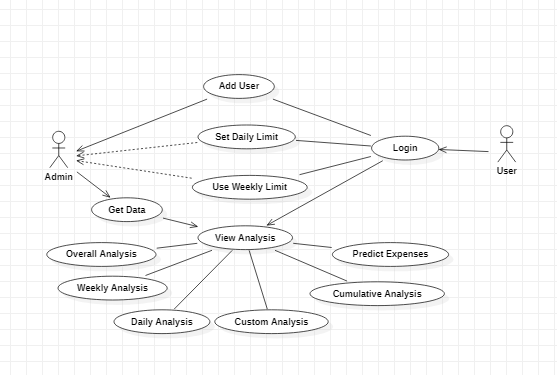 Add User
Set Daily Limit
Login
Admin
User
Use Weekly Limit
Get Data
View Analysis
Overall Analysis
Predict Expenses
Weekly Analysis
Cumulative Analysis
Daily Analysis
Custom Analysis